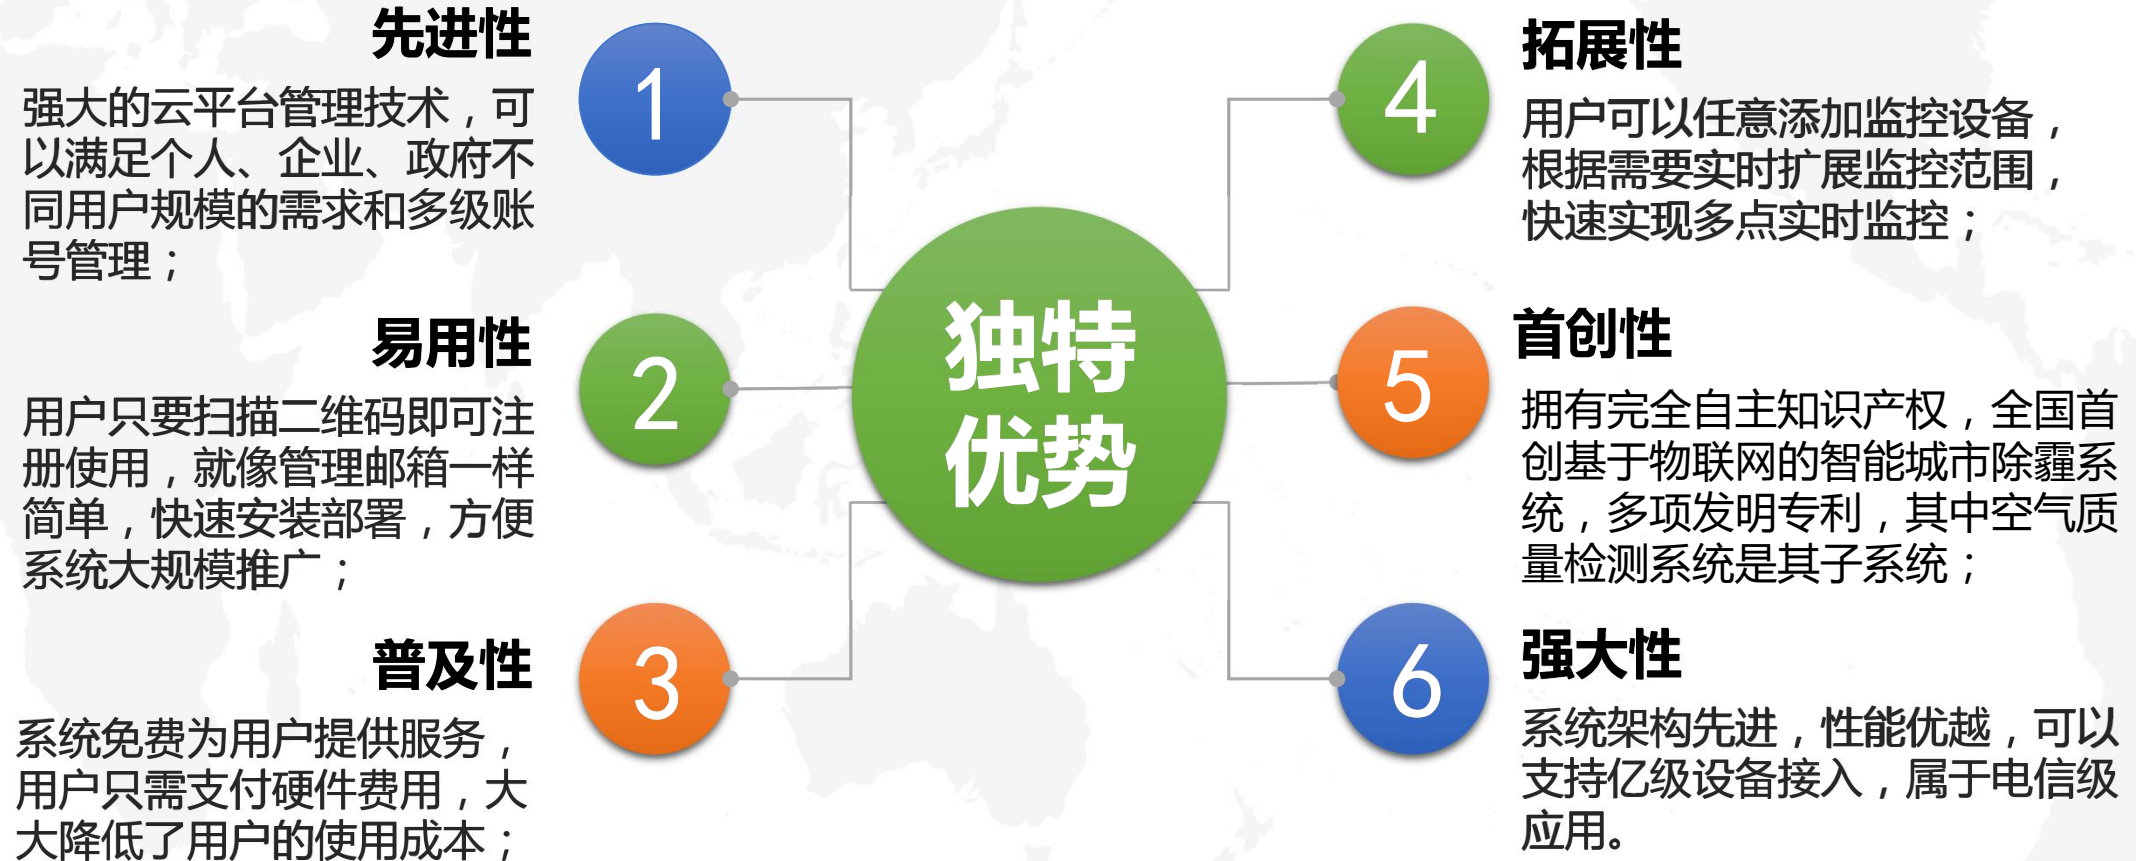 先进性
强大的云平台管理技术，可
以满足个人、企业、政府不
同用户规模的需求和多级账
号管理；
1
易用性
用户只要扫描二维码即可注
册使用，就像管理邮箱一样
简单，快速安装部署，方便
系统大规模推广；
2
普及性
系统免费为用户提供服务，
用户只需支付硬件费用，大
大降低了用户的使用成本；
3
独特
优势
4
拓展性
用户可以任意添加监控设备，
根据需要实时扩展监控范围，
快速实现多点实时监控；
5
首创性
拥有完全自主知识产权，全国首
创基于物联网的智能城市除霾系
统，多项发明专利，其中空气质
量检测系统是其子系统；
6
强大性
系统架构先进，性能优越，可以
支持亿级设备接入，属于电信级
应用。